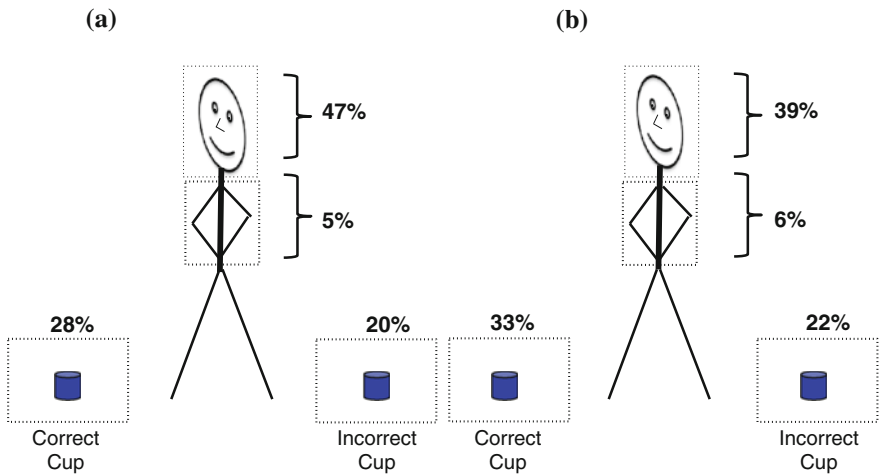 (a)
47%
5%
28%
Correct
Cup
20%
Incorrect
Cup
(b)
39%
6%
33%
Correct
Cup
22%
Incorrect
Cup